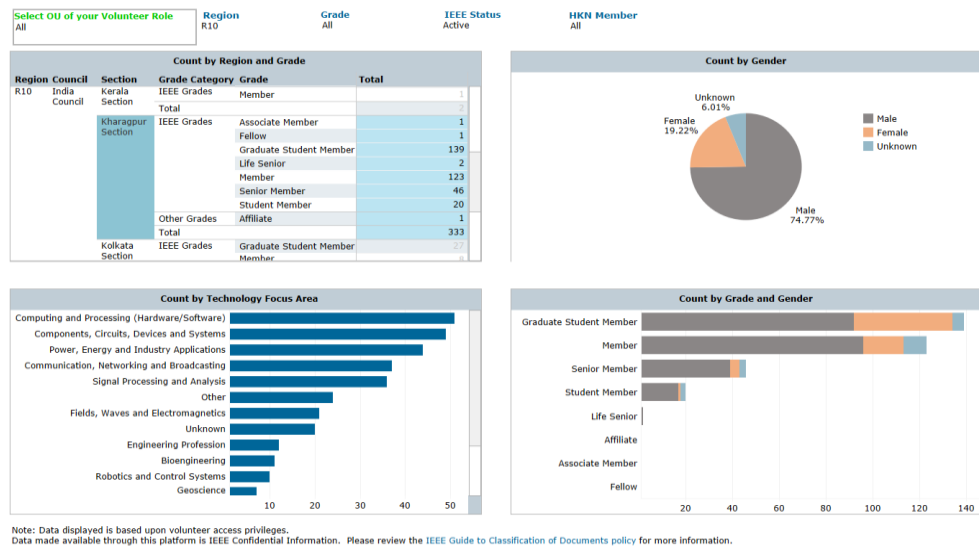 Select OU of your Volunteer Role
All
Region
R10
Grade
All
IEEE Status
Active
HKN Member
All
Count by Region and Grade
Region Council Section Grade Category Grade Total
R10 India Council Kerala Section IEEE Grades Member 1
Total 2
Kharagpur Section IEEE Grades Associate Member 1
Fellow 1
Graduate Student Member 139
Life Senior 2
Member 123
Senior Member 46
Student Member 20
Other Grades Affiliate 1
Total 333
Kolkata Section IEEE Grades Graduate Student Member 27
Member
Count by Gender
Unknown
6.01%
Female
19.22%
Male
74.77%
Male
Female
Unknown
Count by Technology Focus Area
Computing and Processing (Hardware/Software)
Components, Circuits, Devices and Systems
Power, Energy and Industry Applications
Communication, Networking and Broadcasting
Signal Processing and Analysis
Other
Fields, Waves and Electromagnetics
Unknown
Engineering Profession
Bioengineering
Robotics and Control Systems
Geoscience
10 20 30 40 50
Count by Grade and Gender
Graduate Student Member
Member
Senior Member
Student Member
Life Senior
Affiliate
Associate Member
Fellow
20 40 60 80 100 120 140
Note: Data displayed is based upon volunteer access privileges.
Data made available through this platform is IEEE Confidential Information. Please review the IEEE Guide to Classification of Documents policy for more information.